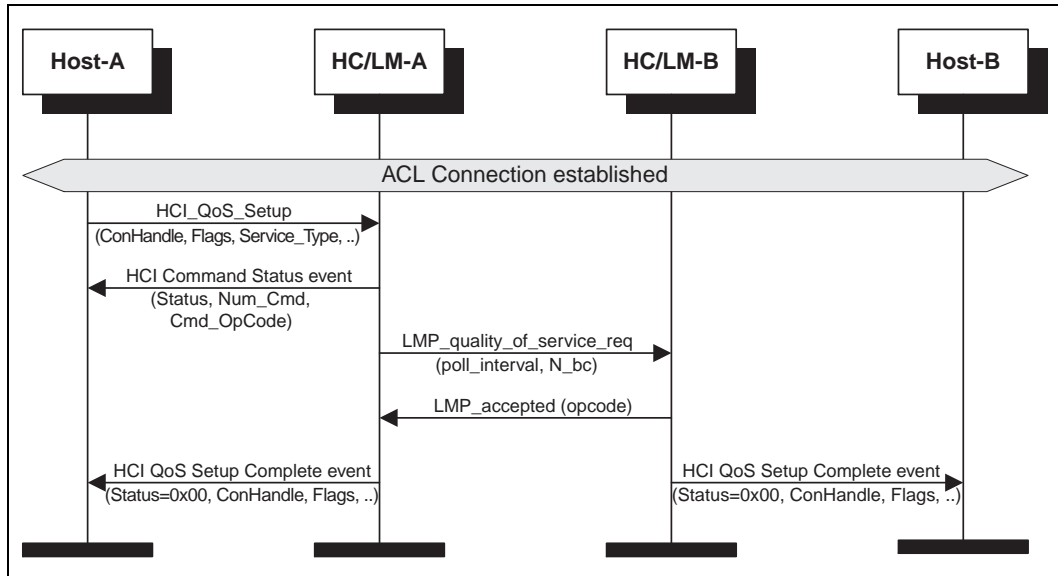 Host-A
HC/LM-A
HC/LM-B
Host-B
ACL Connection established
HCI_QoS_Setup
(ConHandle, Flags, Service_Type, ..)
HCI Command Status event
(Status, Num_Cmd,
Cmd_OpCode)
LMP_quality_of_service_req
(poll_interval, N_bc)
LMP_accepted (opcode)
HCI QoS Setup Complete event
(Status=0x00, ConHandle, Flags, ..)
HCI QoS Setup Complete event
(Status=0x00, ConHandle, Flags, ..)